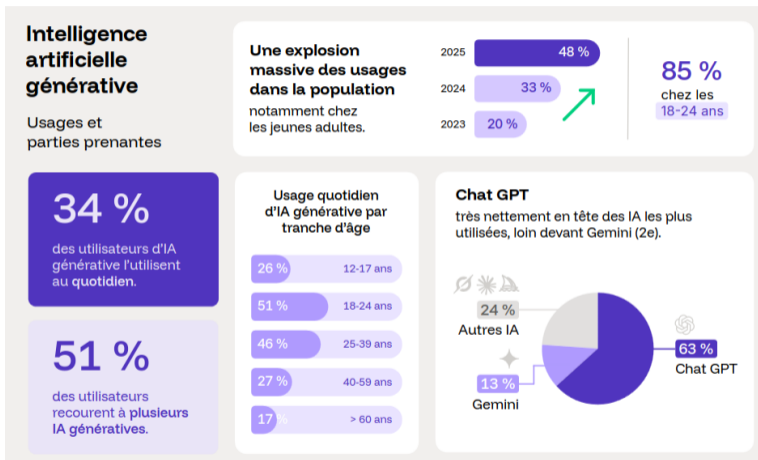 Intelligence
artificielle
générative
Usages et
parties prenantes
Une explosion
massive des usages
dans la population
notamment chez
les jeunes adultes.
2025
48 %
2024
33 %
2023
20 %
85 %
chez les
18-24 ans
34 %
des utilisateurs d'IA
générative l'utilisent
au quotidien.
51 %
des utilisateurs
recourent à plusieurs
IA génératives.
Usage quotidien
d'IA générative par
tranche d'âge
26 % 12-17 ans
51 % 18-24 ans
46 % 25-39 ans
27 % 40-59 ans
17 % > 60 ans
Chat GPT
très nettement en tête des IA les plus
utilisées, loin devant Gemini (2e).
24 %
Autres IA
13 %
Gemini
63 %
Chat GPT